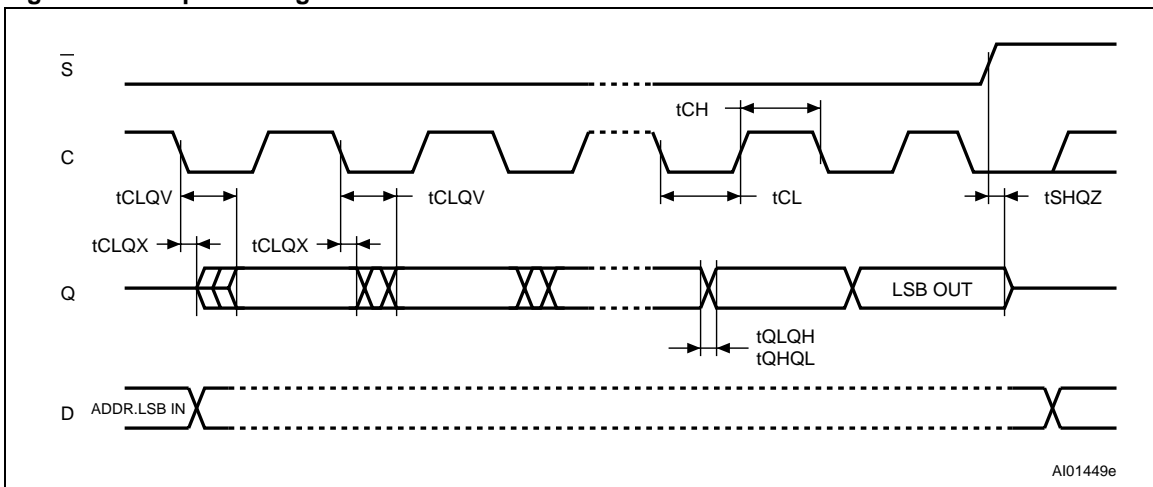 S
tCH
C
tCLQV
tCLQV
tCL
tSHQZ
tCLQX
tCLQX
Q
LSB OUT
tQLQH
tQHQL
D
ADDR.LSB IN
AI01449e